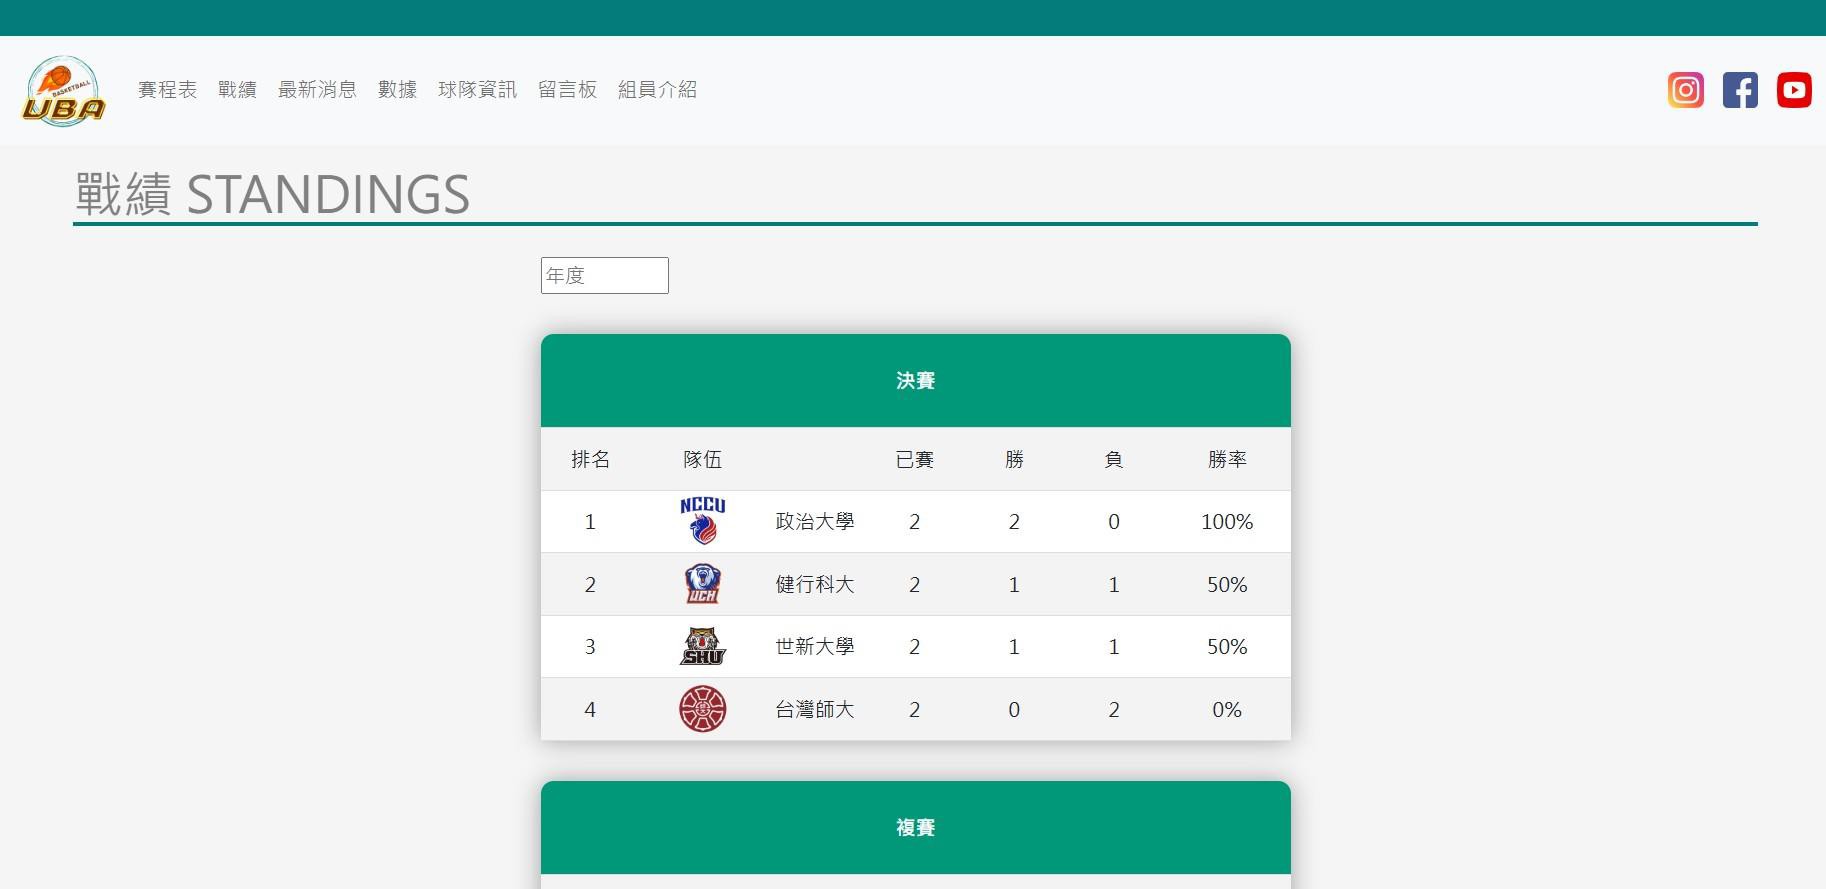 BASKETBALL
UBA
賽程表 戰績 最新消息 數據 球隊資訊 留言板 組員介紹
戰績 STANDINGS
年度
決賽
排名 隊伍 已賽 勝 負 勝率
1 NCCU 政治大學 2 2 0 100%
2 UCH 健行科大 2 1 1 50%
3 SHU 世新大學 2 1 1 50%
4 台灣師大 2 0 2 0%
複賽